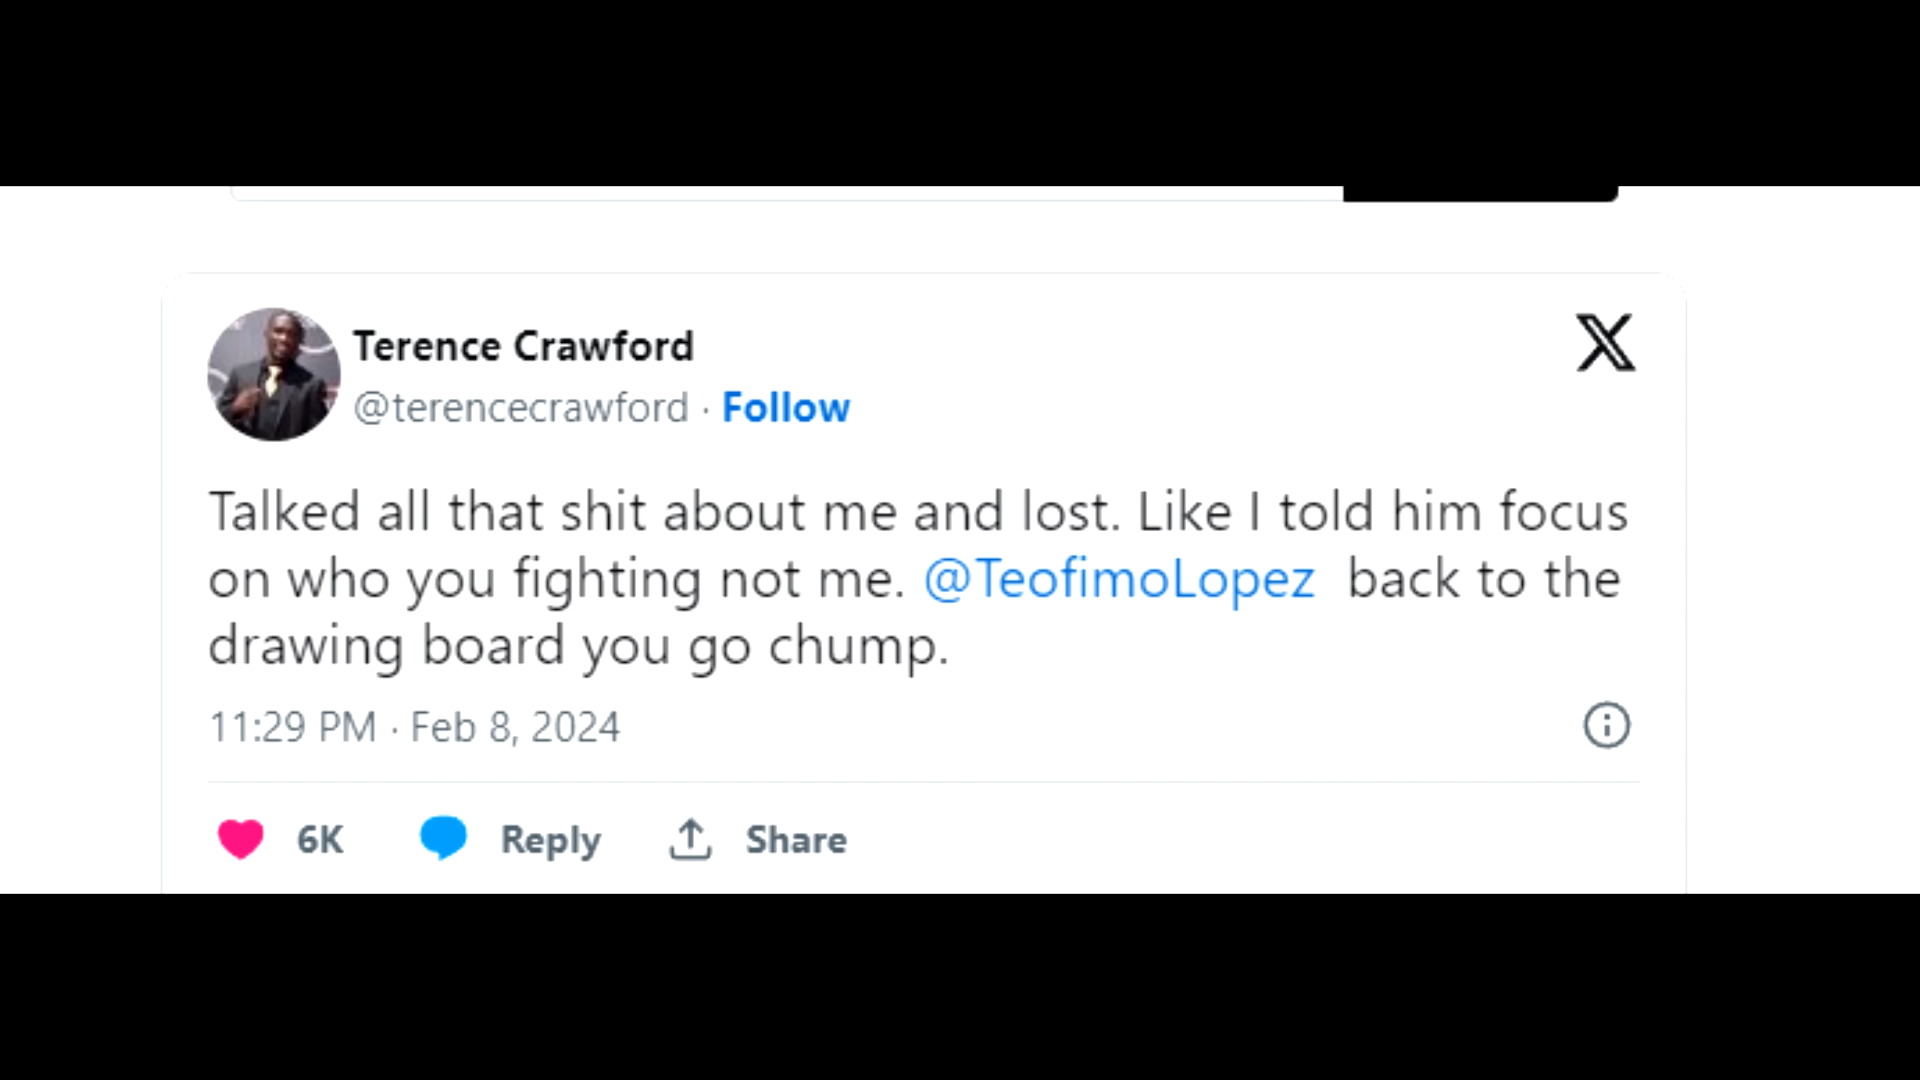 Terence Crawford
@terencecrawford · Follow
Talked all that shit about me and lost. Like I told him focus
on who you fighting not me. @TeofimoLopez back to the
drawing board you go chump.
11:29 PM · Feb 8, 2024
6K Reply Share